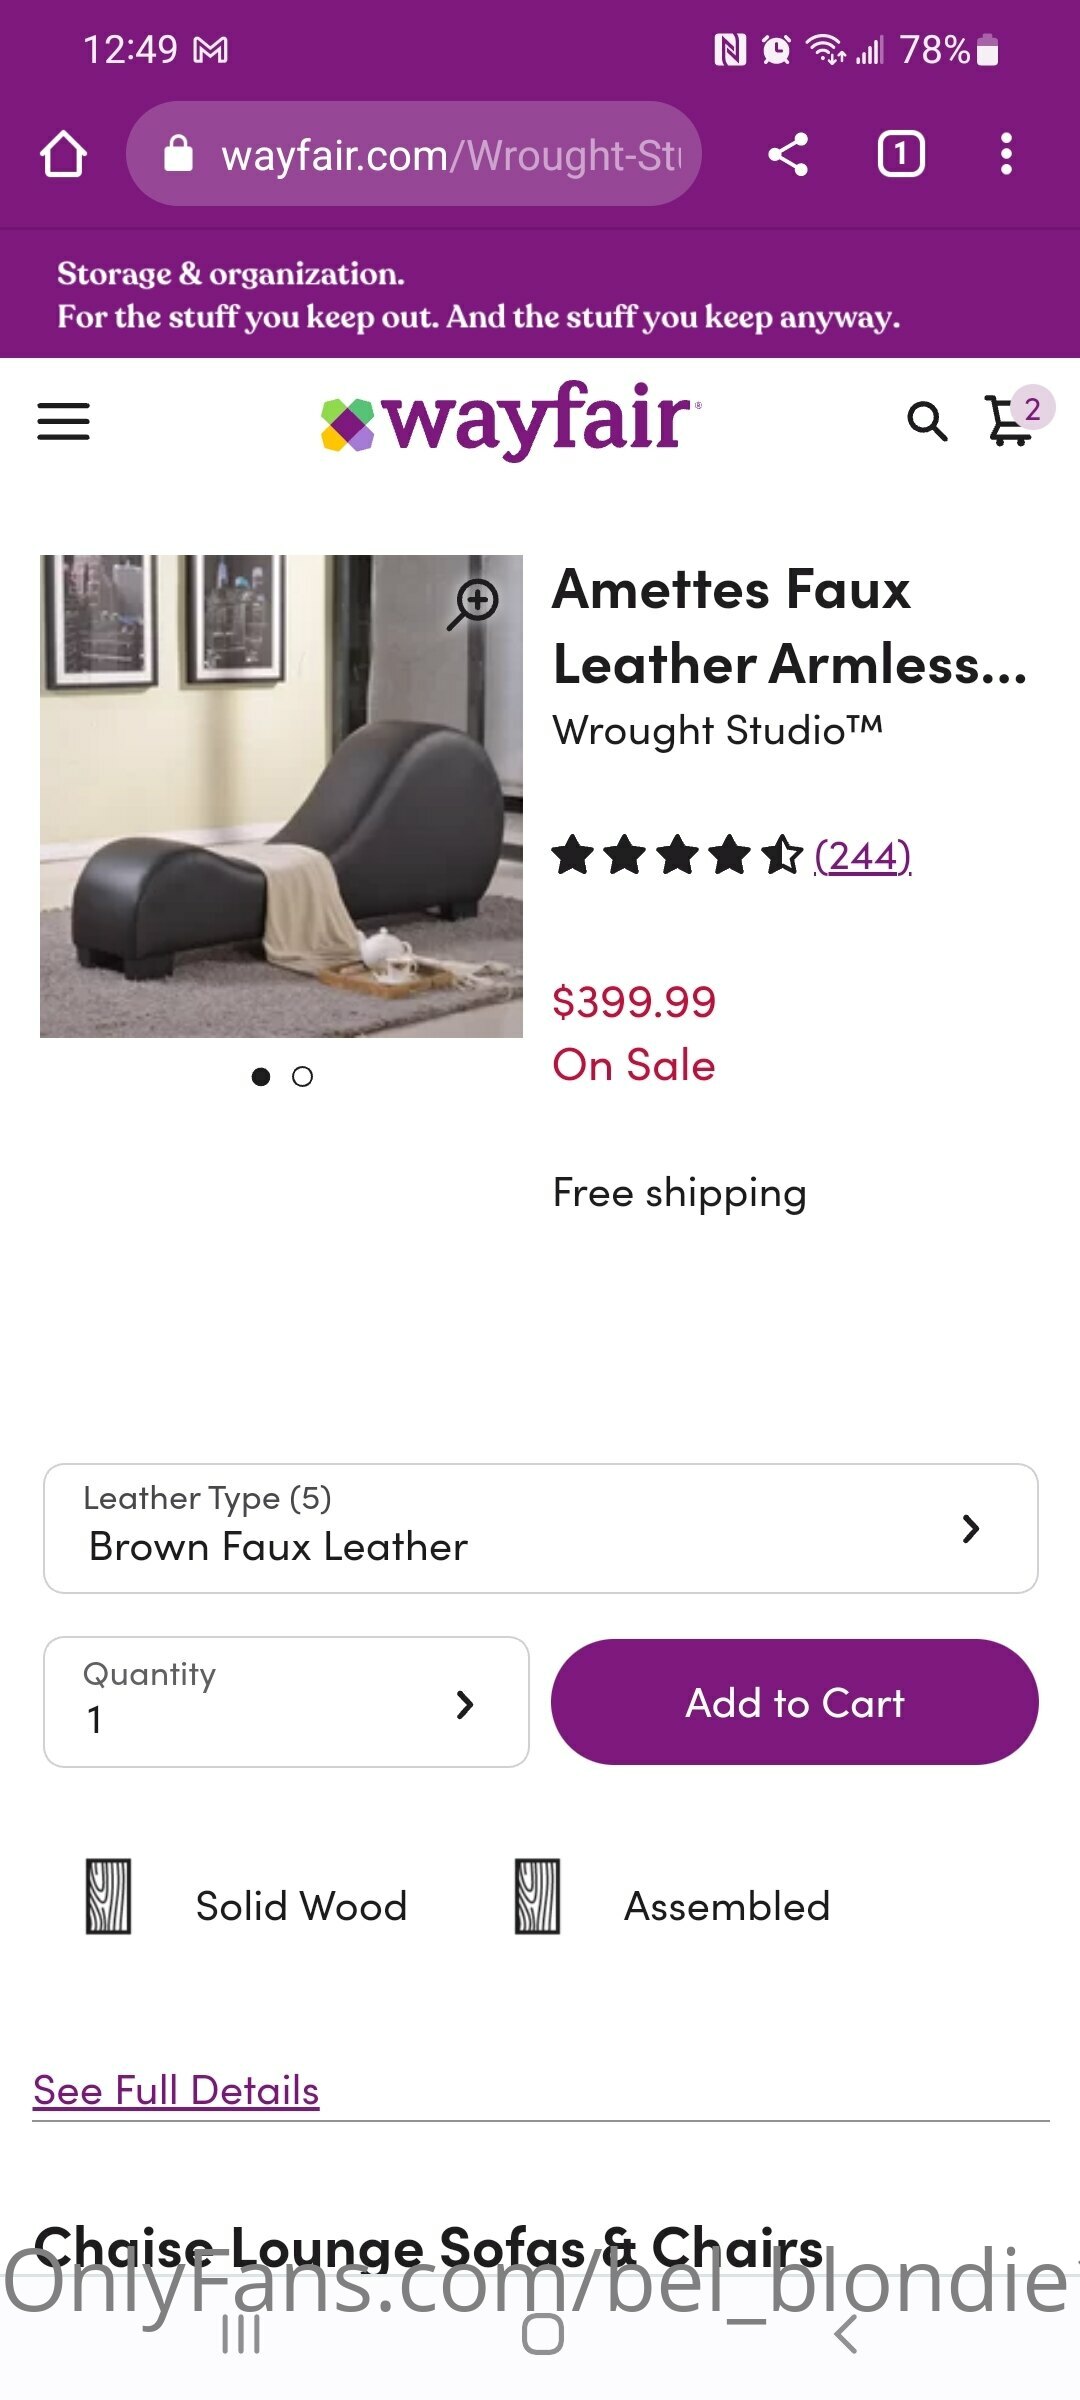 12:49
78%
wayfair.com/Wrought-Stu
1
Storage & organization.
For the stuff you keep out. And the stuff you keep anyway.
wayfair®
2
Amettes Faux
Leather Armless...
Wrought Studio™
(244)
$399.99
On Sale
Free shipping
Leather Type (5)
Brown Faux Leather
Quantity
1
Add to Cart
Solid Wood
Assembled
See Full Details
Chaise Lounge Sofas & Chairs
OnlyFans.com/bel_blondie